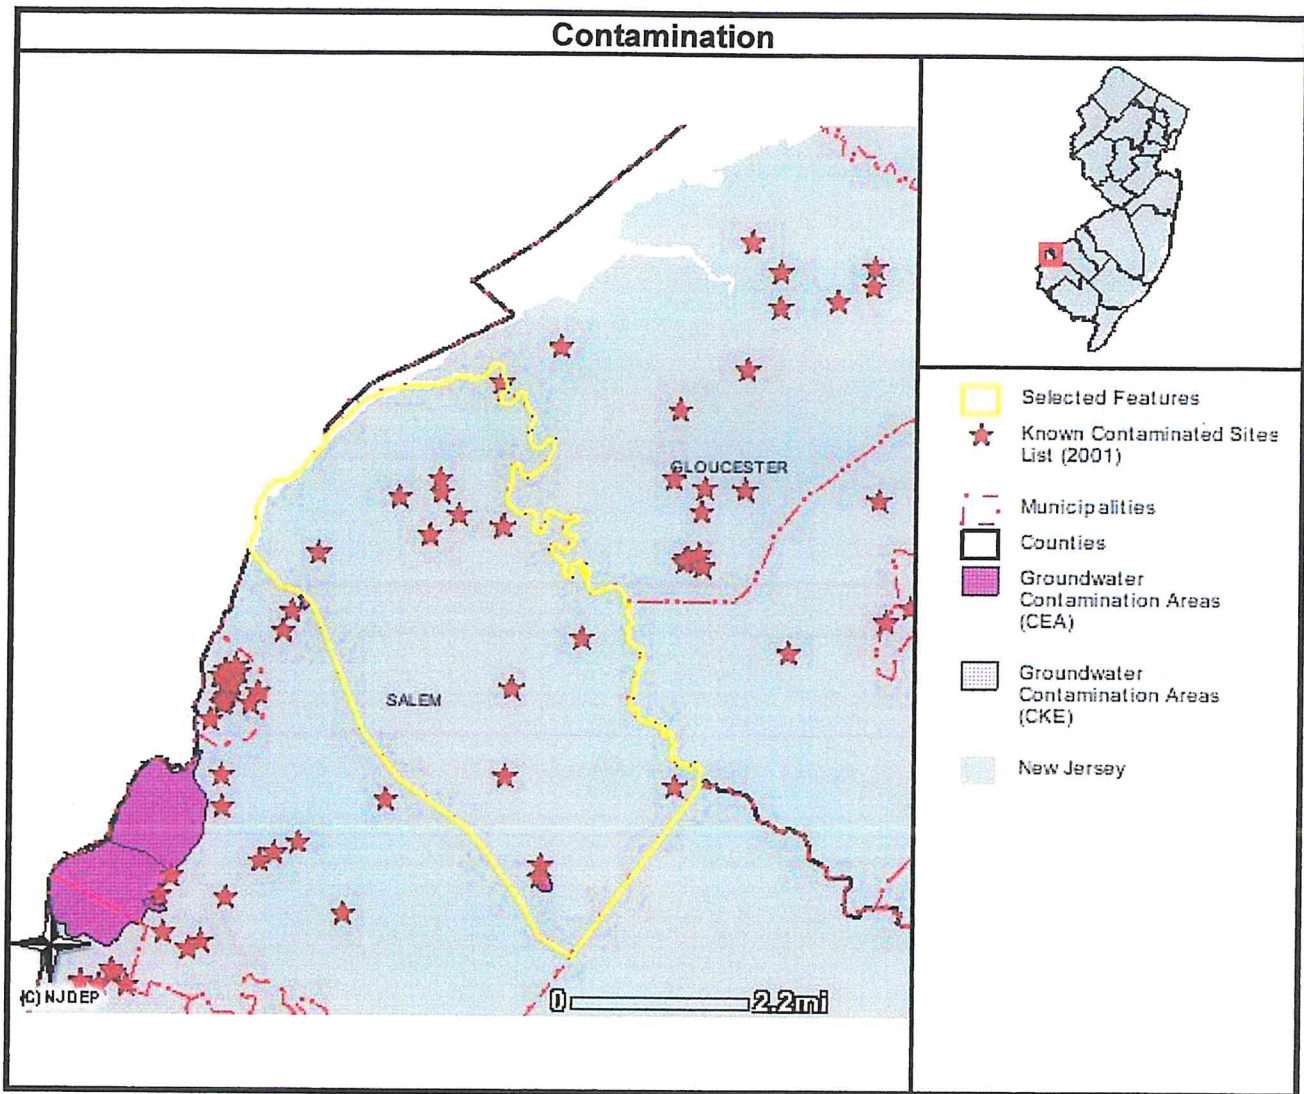 Contamination
GLOUCESTER
SALEM
(C) NJDEP
0 2.2mi
Selected Features
Known Contaminated Sites
List (2001)
Municipalities
Counties
Groundwater
Contamination Areas
(CEA)
Groundwater
Contamination Areas
(CKE)
New Jersey